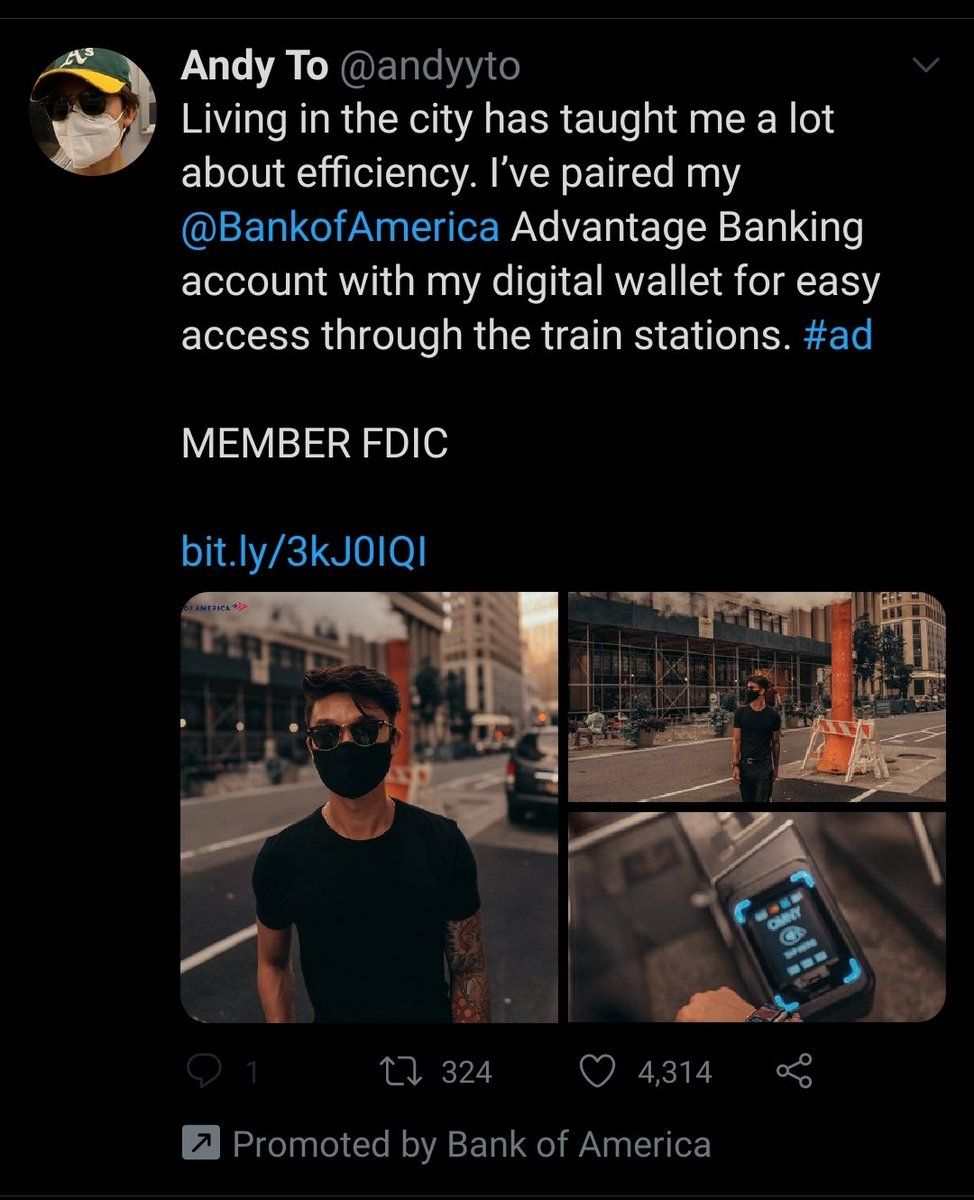 A's
Andy To @andyyto
Living in the city has taught me a lot
about efficiency. I've paired my
@BankofAmerica Advantage Banking
account with my digital wallet for easy
access through the train stations. #ad
MEMBER FDIC
bit.ly/3kJ0IQI
OF AMERICA
OMNY
1
324
4,314
Promoted by Bank of America